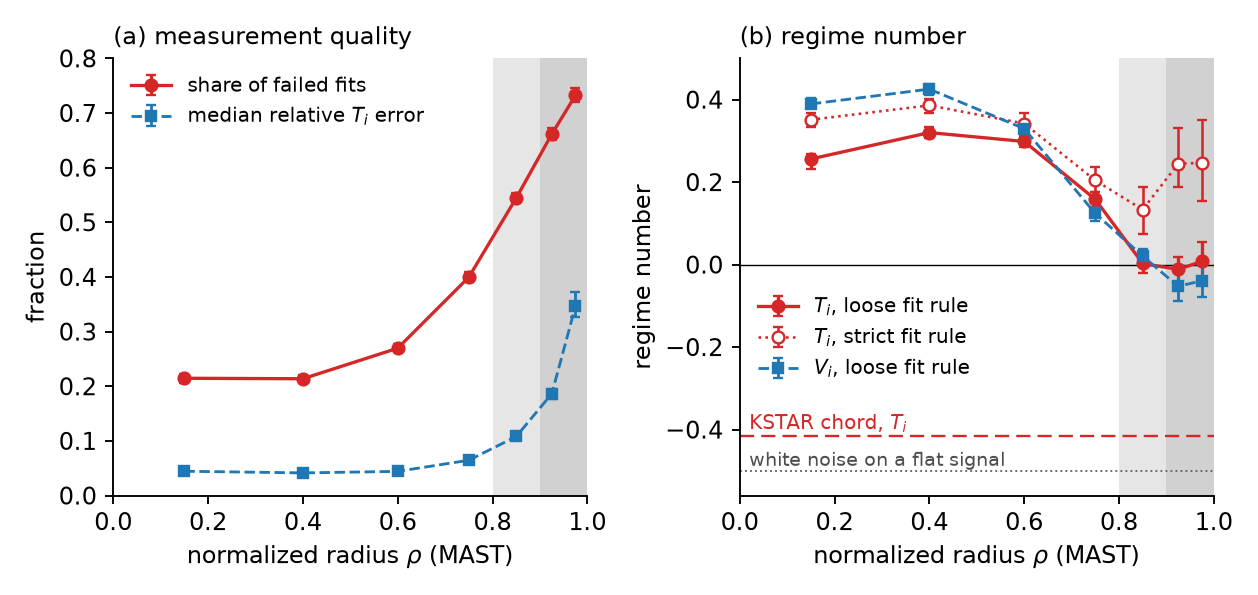 (a) measurement quality
0.8
0.7
0.6
0.5
0.4
0.3
0.2
0.1
0.0
fraction
share of failed fits
median relative Ti error
0.0 0.2 0.4 0.6 0.8 1.0
normalized radius ρ (MAST)
(b) regime number
0.4
0.2
0.0
−0.2
−0.4
regime number
Ti, loose fit rule
Ti, strict fit rule
Vi, loose fit rule
KSTAR chord, Ti
white noise on a flat signal
0.0 0.2 0.4 0.6 0.8 1.0
normalized radius ρ (MAST)